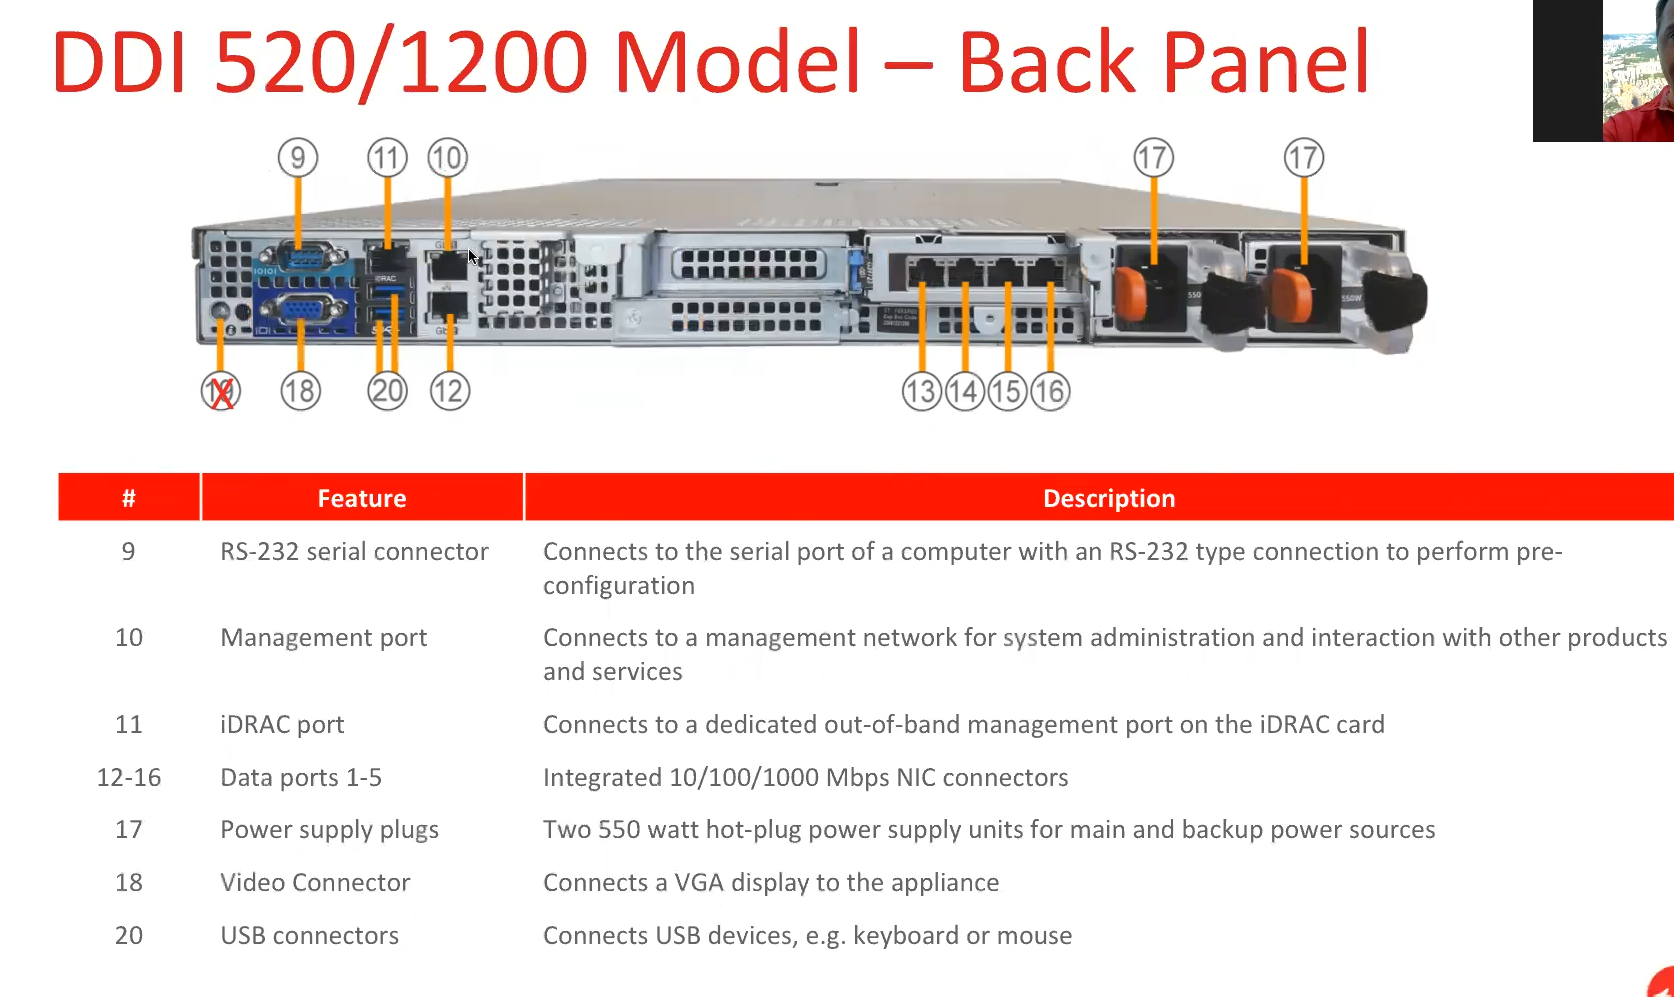 DDI 520/1200 Model – Back Panel
9 11 10 17 17
iDRAC
550W
19 X 18 20 12 13 14 15 16
# Feature Description
9 RS-232 serial connector Connects to the serial port of a computer with an RS-232 type connection to perform pre-
configuration
10 Management port Connects to a management network for system administration and interaction with other products
and services
11 iDRAC port Connects to a dedicated out-of-band management port on the iDRAC card
12-16 Data ports 1-5 Integrated 10/100/1000 Mbps NIC connectors
17 Power supply plugs Two 550 watt hot-plug power supply units for main and backup power sources
18 Video Connector Connects a VGA display to the appliance
20 USB connectors Connects USB devices, e.g. keyboard or mouse